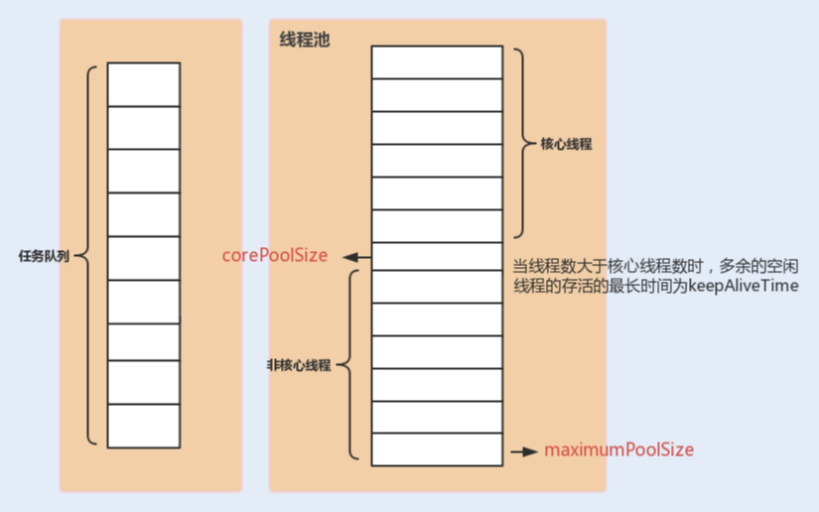 线程池
核心线程
任务队列
corePoolSize
当线程数大于核心线程数时，多余的空闲
线程的存活的最长时间为keepAliveTime
非核心线程
maximumPoolSize